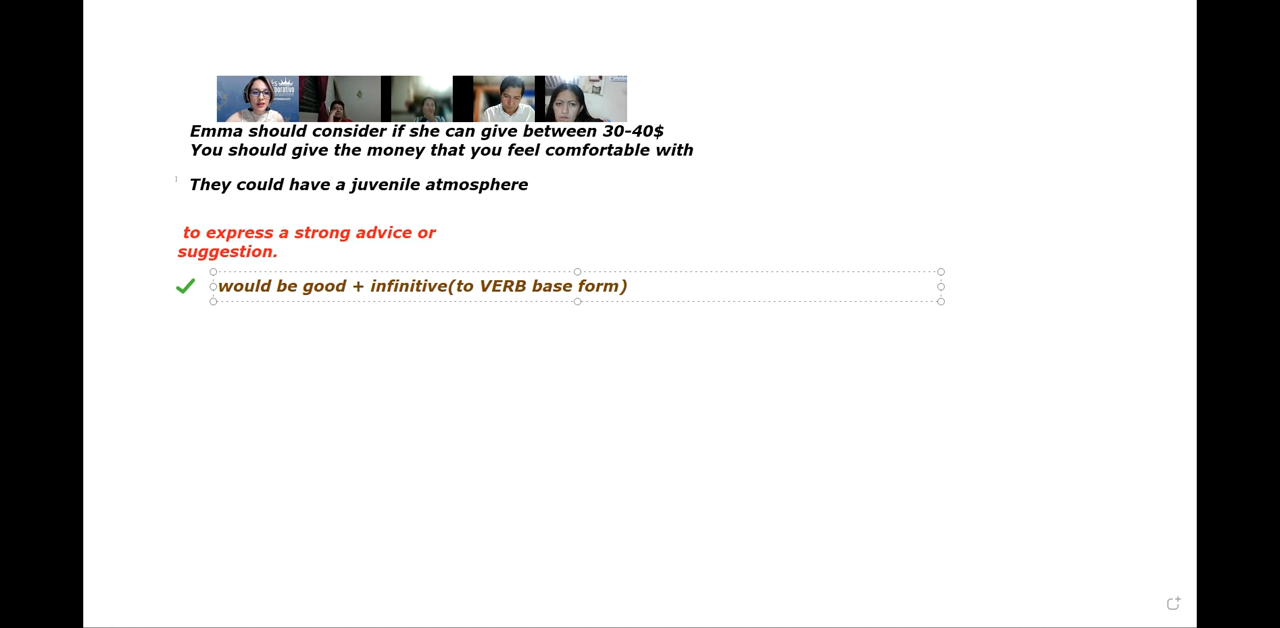 Emma should consider if she can give between 30-40$
You should give the money that you feel comfortable with
They could have a juvenile atmosphere
to express a strong advice or
suggestion.
would be good + infinitive(to VERB base form)